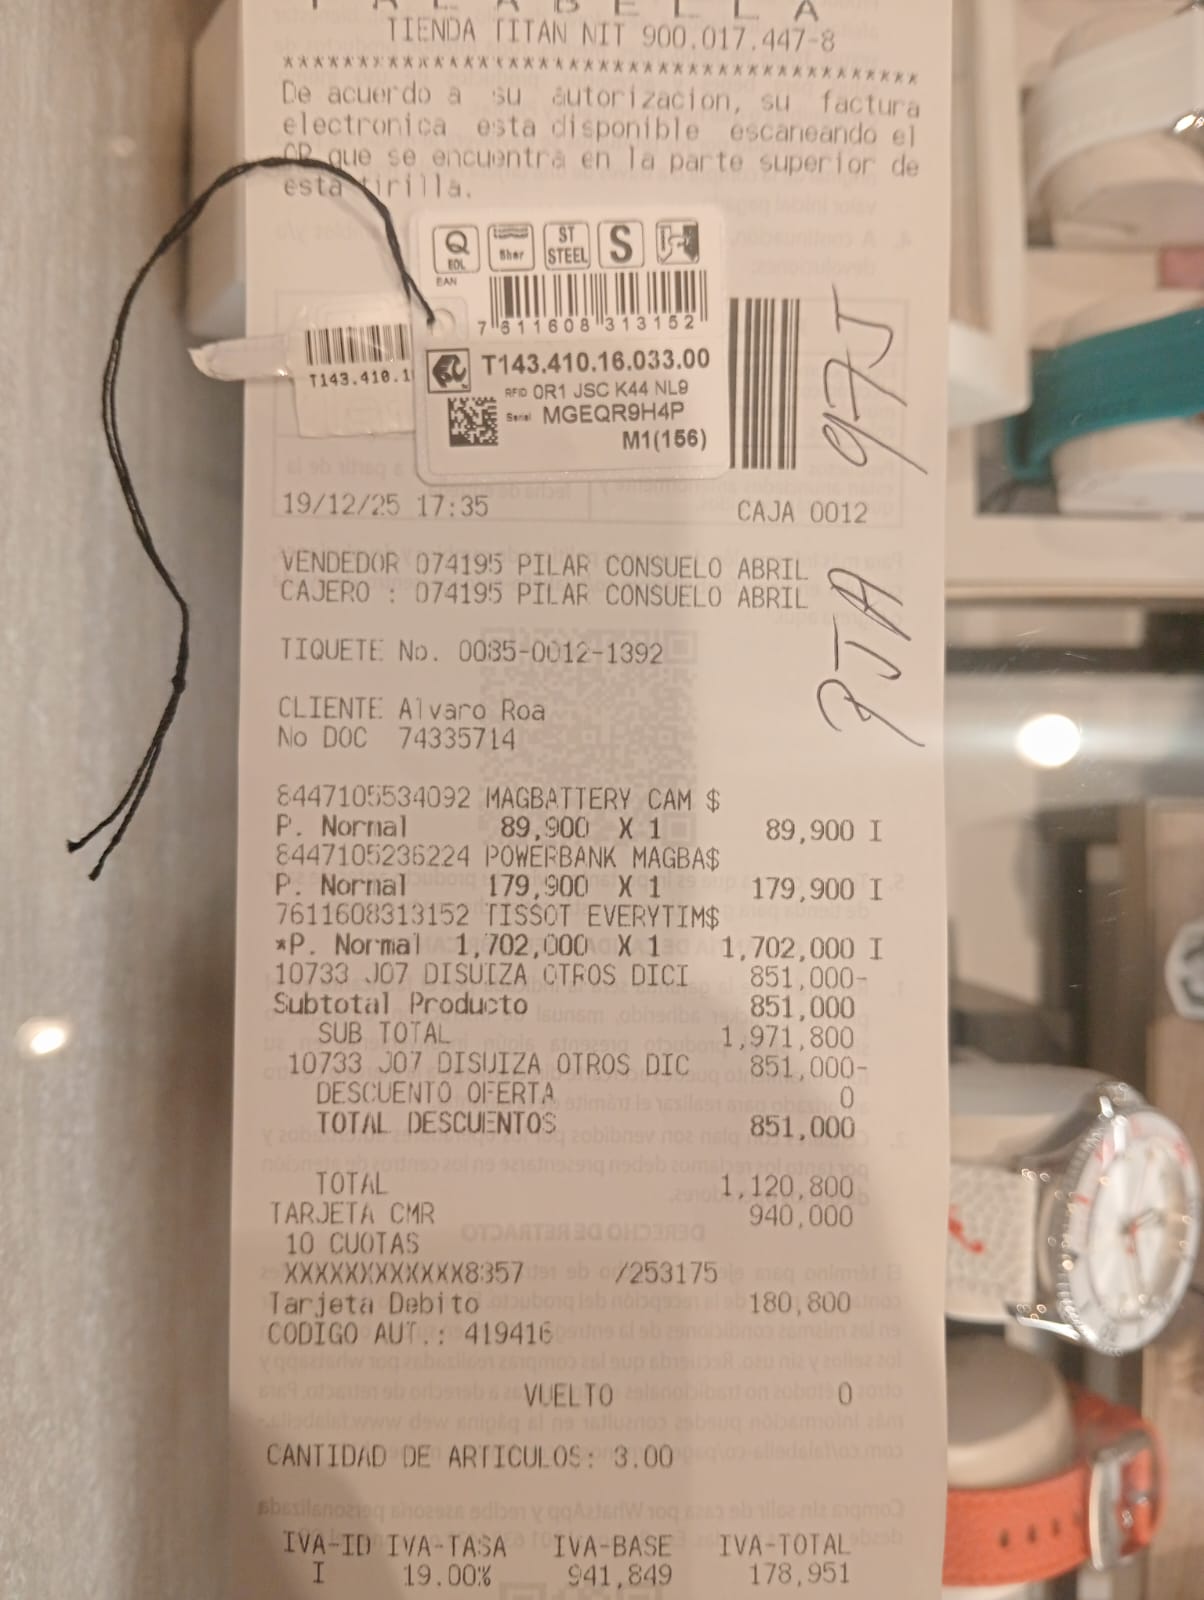 FALABELLA
TIENDA TITAN NIT 900.017.447-8
******************************************
De acuerdo a su autorizacion, su factura
electronica esta disponible escaneando el
QR que se encuentra en la parte superior de
esta tirilla.
Q EOL
5bar
ST STEEL
S
EAN
7 611608 313152
T143.410.1
T143.410.16.033.00
RFID 0R1 JSC K44 NL9
Serial MGEQR9H4P
M1(156)
97J
PJA
19/12/25 17:35 CAJA 0012
VENDEDOR 074195 PILAR CONSUELO ABRIL
CAJERO : 074195 PILAR CONSUELO ABRIL
TIQUETE No. 0085-0012-1392
CLIENTE Alvaro Roa
No DOC 74335714
8447105534092 MAGBATTERY CAM $
P. Normal 89,900 X 1 89,900 I
8447105236224 POWERBANK MAGBA$
P. Normal 179,900 X 1 179,900 I
7611608313152 TISSOT EVERYTIM$
*P. Normal 1,702,000 X 1 1,702,000 I
10733 J07 DISUIZA OTROS DICI 851,000-
Subtotal Producto 851,000
SUB TOTAL 1,971,800
10733 J07 DISUIZA OTROS DIC 851,000-
DESCUENTO OFERTA 0
TOTAL DESCUENTOS 851,000
TOTAL 1,120,800
TARJETA CMR 940,000
10 CUOTAS
XXXXXXXXXXXX8357 /253175
Tarjeta Debito 180,800
CODIGO AUT.: 419416
VUELTO 0
CANTIDAD DE ARTICULOS: 3.00
IVA-ID IVA-TASA IVA-BASE IVA-TOTAL
I 19.00% 941,849 178,951